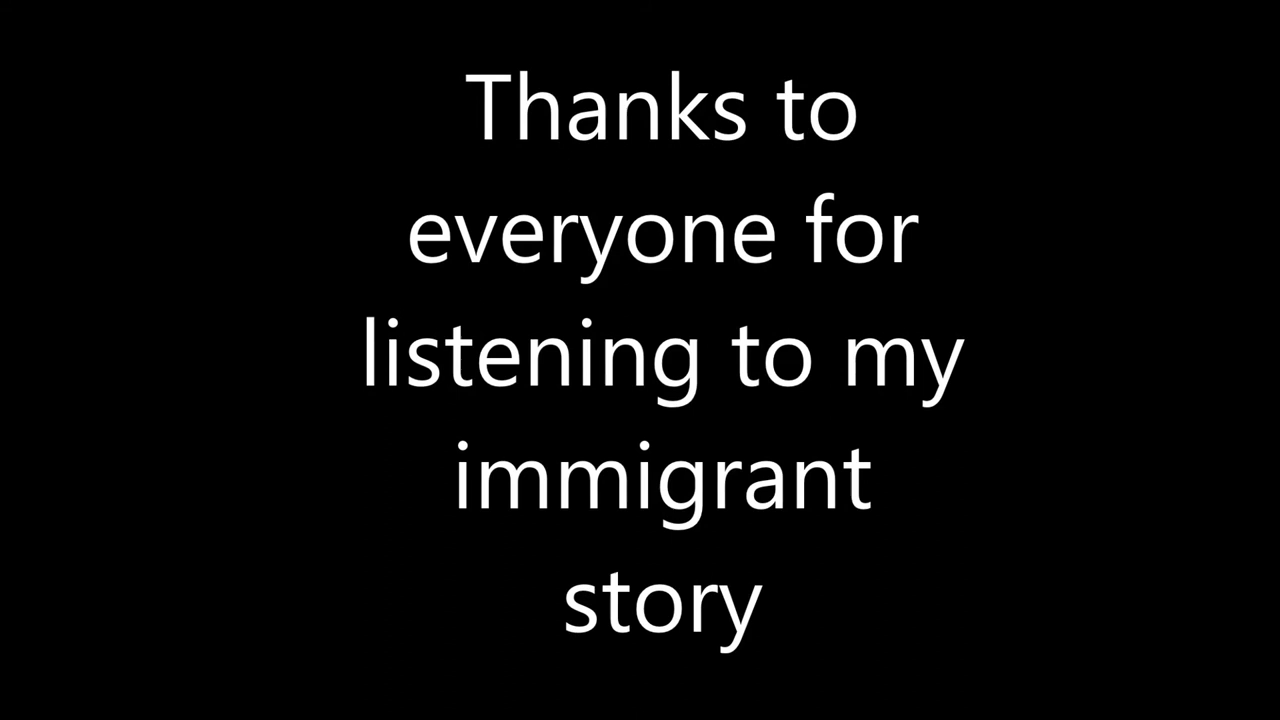 Thanks to
everyone for
listening to my
immigrant
story